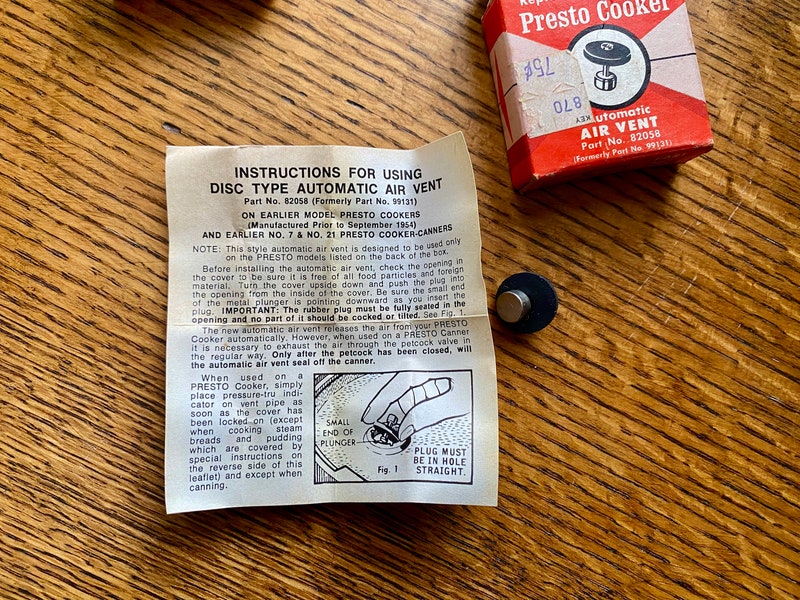 INSTRUCTIONS FOR USING
DISC TYPE AUTOMATIC AIR VENT
Part No. 82058 (Formerly Part No. 99131)
ON EARLIER MODEL PRESTO COOKERS
(Manufactured Prior to September 1954)
AND EARLIER NO. 7 & NO. 21 PRESTO COOKER-CANNERS
NOTE: This style automatic air vent is designed to be used only
on the PRESTO models listed on the back of the box.
Before installing the automatic air vent, check the opening in
the cover to be sure it is free of all food particles and foreign
material. Turn the cover upside down and push the plug into
the opening from the inside of the cover. Be sure the small end
of the metal plunger is pointing downward as you insert the
plug. IMPORTANT: The rubber plug must be fully seated in the
opening and no part of it should be cocked or tilted. See Fig. 1.
The new automatic air vent releases the air from your PRESTO
Cooker automatically. However, when used on a PRESTO Canner
it is necessary to exhaust the air through the petcock valve in
the regular way. Only after the petcock has been closed, will
the automatic air vent seal off the canner.
When used on a
PRESTO Cooker, simply
place pressure-tru indi-
cator on vent pipe as
soon as the cover has
been locked on (except
when cooking steam
breads and pudding
which are covered by
special instructions on
the reverse side of this
leaflet) and except when
canning.
SMALL
END OF
PLUNGER
Fig. 1
PLUG MUST
BE IN HOLE
STRAIGHT.
Presto Cooker
75¢
870
KEY
Automatic
AIR VENT
Part No. 82058
(Formerly Part No. 99131)